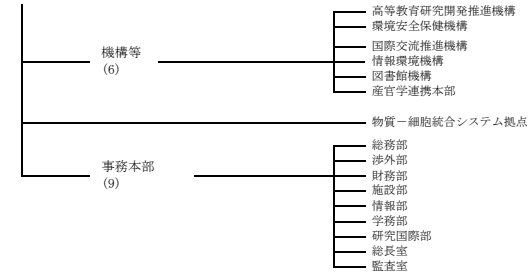 高等教育研究開発推進機構
環境安全保健機構
機構等
(6)
国際交流推進機構
情報環境機構
図書館機構
産官学連携本部
物質－細胞統合システム拠点
事務本部
(9)
総務部
渉外部
財務部
施設部
情報部
学務部
研究国際部
総長室
監査室